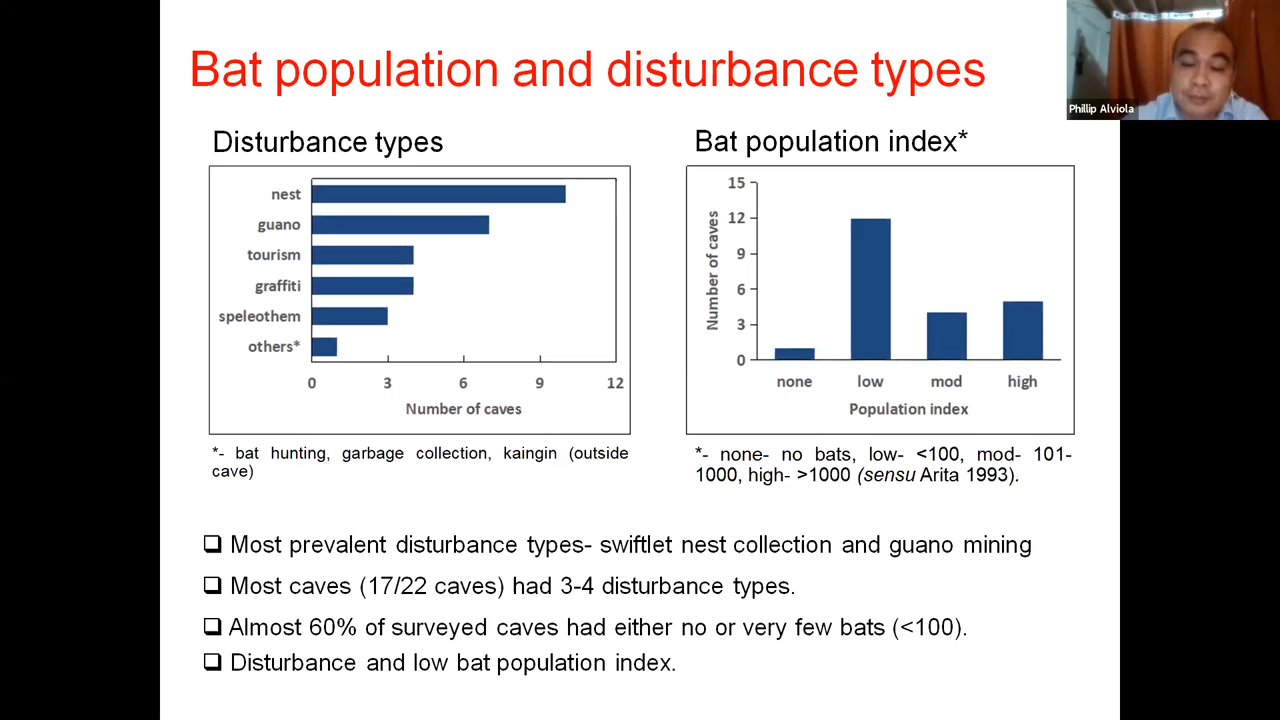 Bat population and disturbance types
Phillip Alviola
Disturbance types
nest
guano
tourism
graffiti
speleothem
others*
0 3 6 9 12
Number of caves
*- bat hunting, garbage collection, kaingin (outside
cave)
Bat population index*
Number of caves
15
12
9
6
3
0
none low mod high
Population index
*- none- no bats, low- <100, mod- 101-
1000, high- >1000 (sensu Arita 1993).
❑ Most prevalent disturbance types- swiftlet nest collection and guano mining
❑ Most caves (17/22 caves) had 3-4 disturbance types.
❑ Almost 60% of surveyed caves had either no or very few bats (<100).
❑ Disturbance and low bat population index.